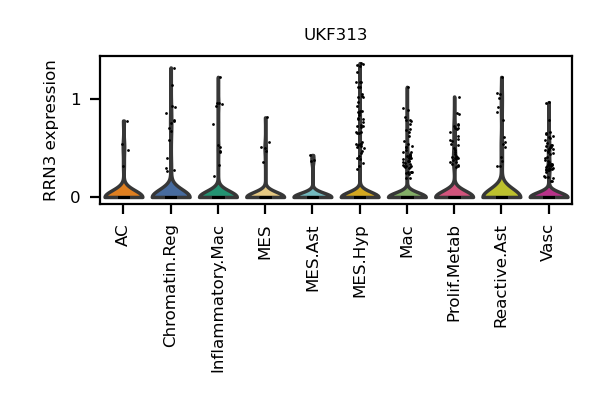 UKF313
RRN3 expression
1
0
AC
Chromatin.Reg
Inflammatory.Mac
MES
MES.Ast
MES.Hyp
Mac
Prolif.Metab
Reactive.Ast
Vasc